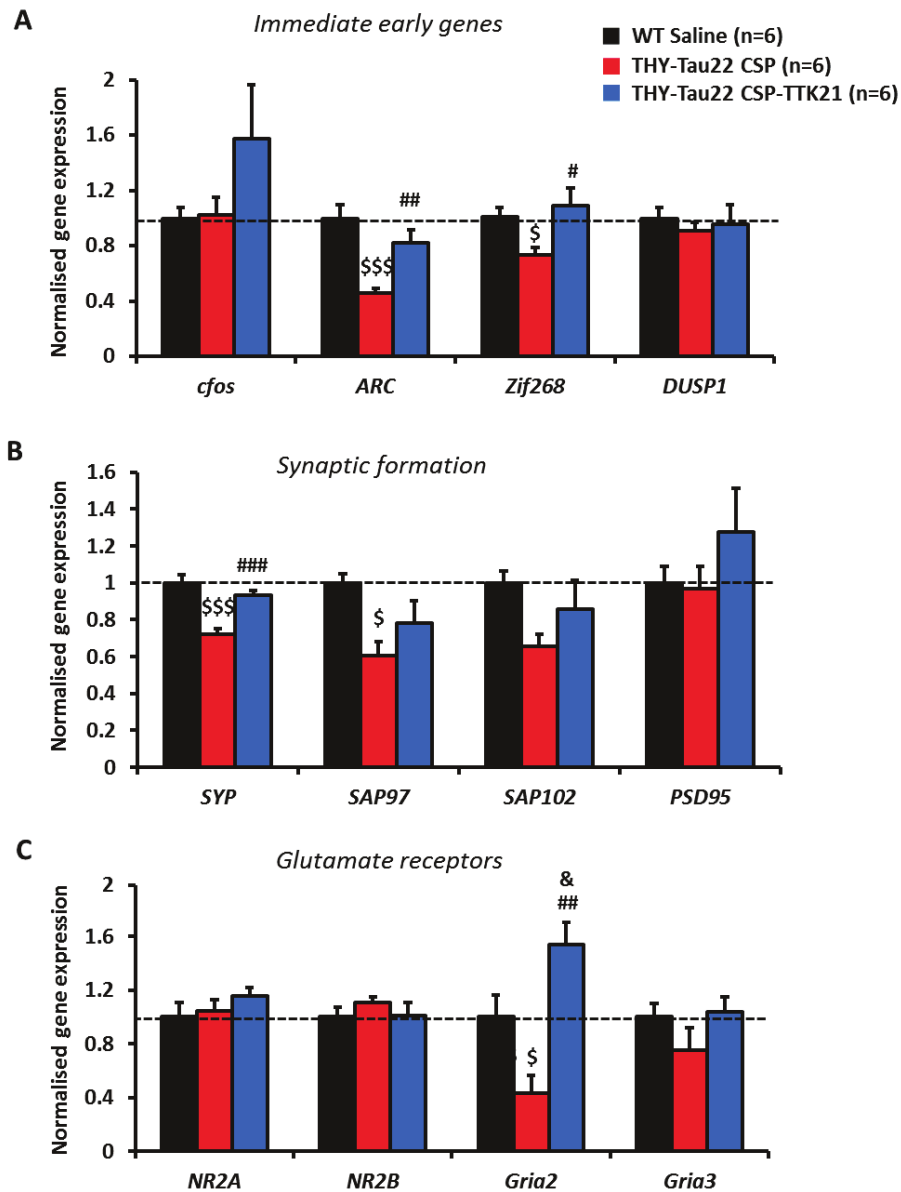 A
Immediate early genes
WT Saline (n=6)
THY-Tau22 CSP (n=6)
THY-Tau22 CSP-TTK21 (n=6)
Normalised gene expression
2
1.6
1.2
0.8
0.4
0
##
$$$
#
$
cfos ARC Zif268 DUSP1
B
Synaptic formation
Normalised gene expression
1.6
1.4
1.2
1
0.8
0.6
0.4
0.2
0
###
$$$
$
SYP SAP97 SAP102 PSD95
C
Glutamate receptors
Normalised gene expression
2
1.6
1.2
0.8
0.4
0
&
##
$
NR2A NR2B Gria2 Gria3